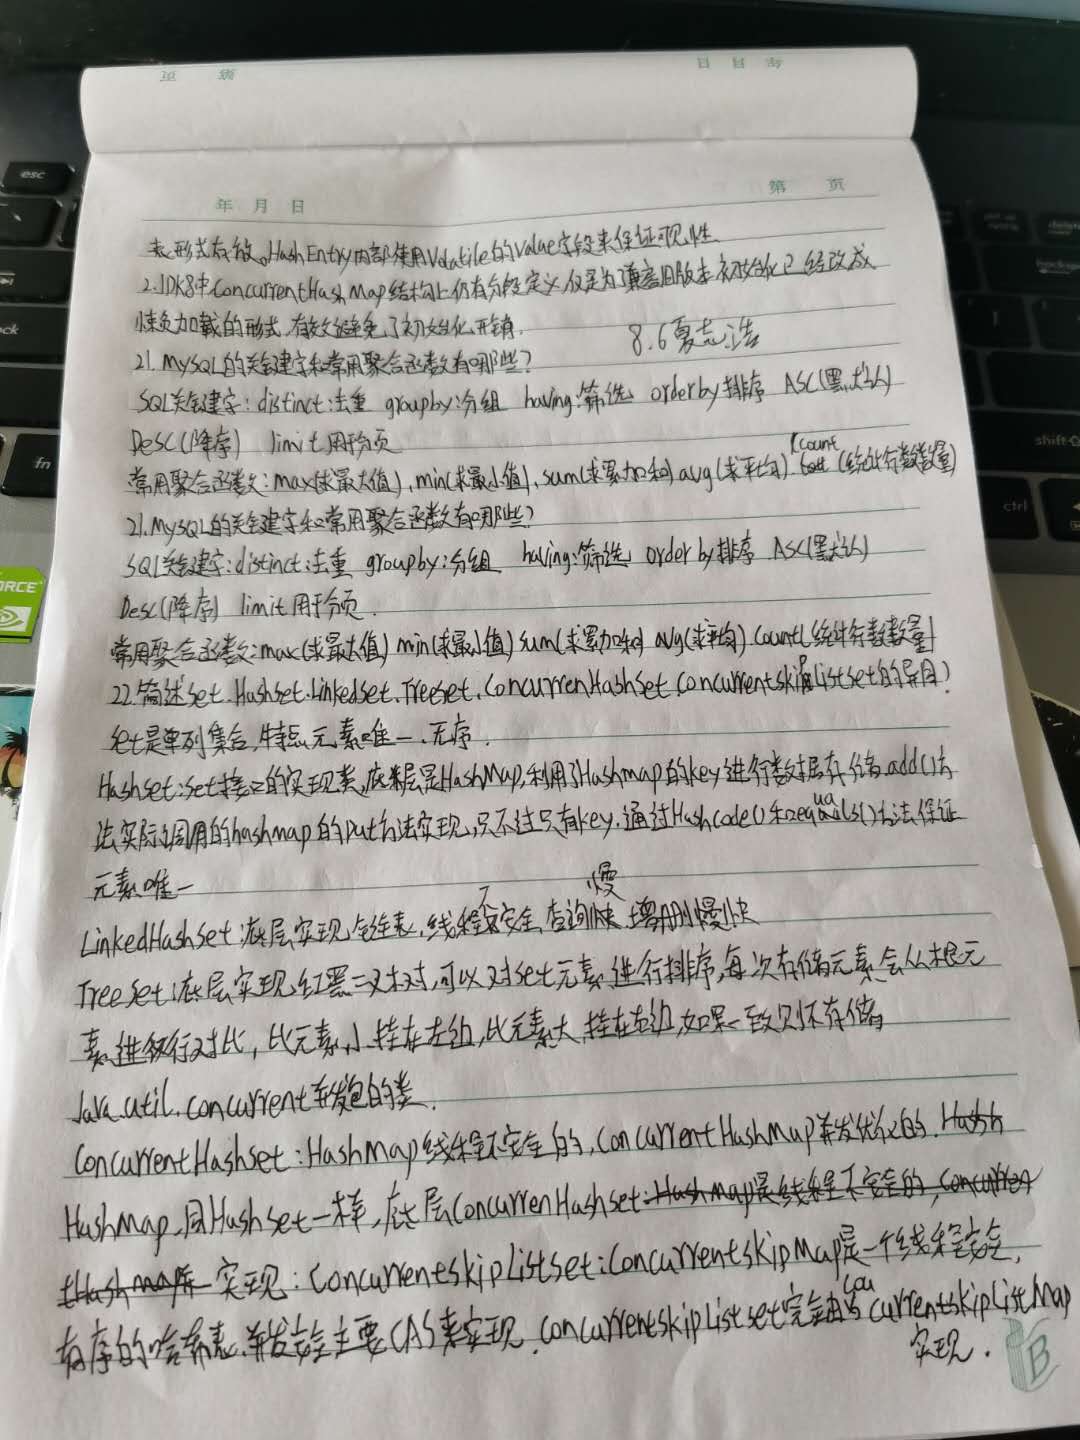 年 月 日
第 页
表形式存放。HashEntry内部使用Volatile的Value字段来保证可见性
2.JDK8中ConcurrentHashMap结构上仍有分段定义,仅是为了兼容旧版本,初始化已经改成
惰负加载的形式,有效避免了初始化开销.
8.6夏志浩
21.MySQL的关键字和常用聚合函数有哪些?
SQL关键字:distinct:去重 groupby:分组 having:筛选 orderby排序 ASC(默认)
Desc(降序) limit用于分页
常用聚合函数:max(求最大值),min(求最小值),sum(求累加和) avg(求平均) count (统计行数数量)
21.MySQL的关键字和常用聚合函数有哪些?
SQL关键字:distinct:去重 groupby:分组 having:筛选 order by排序 ASC(默认)
Desc(降序) limit用于分页.
常用聚合函数:max(求最大值) min(求最小值) sum(求累加和) avg(求平均) count(统计行数数量)
22.简述set.Hashset.Linkedset.Treeset.ConcurrenHashSet.Concurrentskiplistset的异同?
set是单列集合,特点元素唯一、无序.
Hashset:set接口的实现类,底层是HashMap,利用了Hashmap的key进行数据存储.add()方
法实际调用的hashmap的put方法实现,只不过只有key.通过Hashcode()和equals()方法保证
元素唯一
LinkedHashSet:底层实现链表,线程不安全,查询慢,增删快
Treeset:底层实现红黑二叉树,可以对set元素进行排序,每次存储元素会从根元
素进行对比,比元素小挂在左边,比元素大,挂在右边,如果一致则不存储
Java.util.concurrent并发包的类.
ConcurrentHashset:HashMap线程不安全的,ConcurrentHashMap并发优化的.Hash
HashMap,同Hashset一样,底层ConcurrenHashset.Hashmap是线程不安全的,concurren
tHashmap 实现:ConcurrentskipListset:ConcurrentskipMap是一个线程安全,
有序的哈希表,并发安全主要CAS来实现.ConcurrentskipListset完全由ConcurrentskipListMap
实现.
B